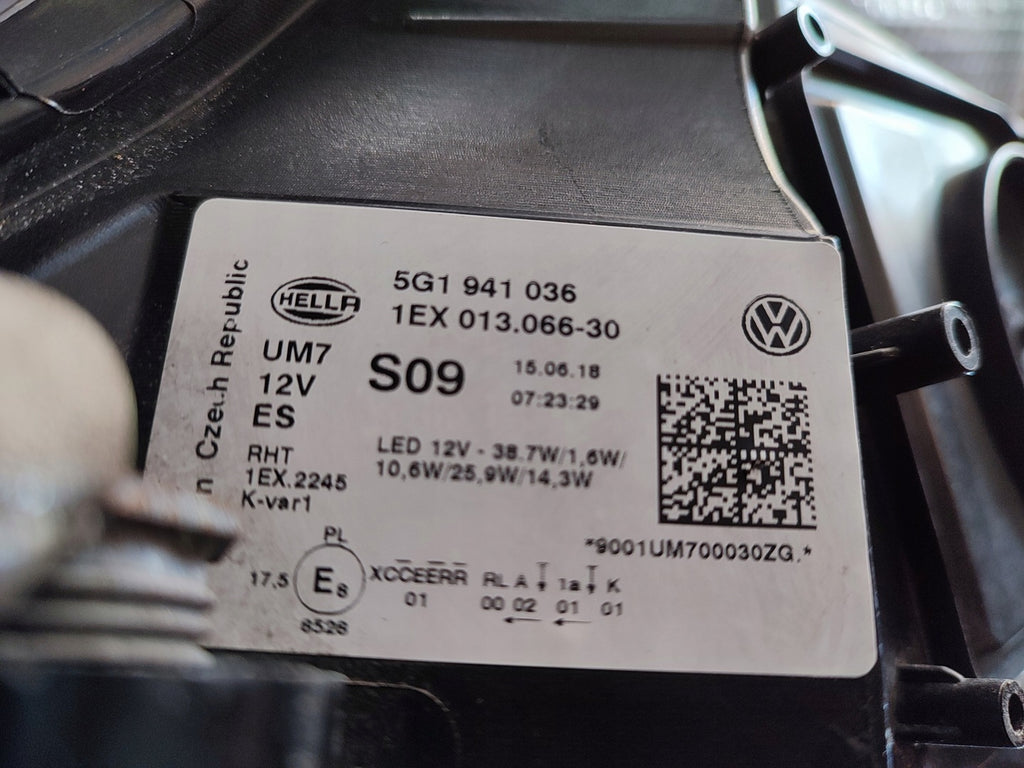 n Czech Republic
HELLA
5G1 941 036
1EX 013.066-30
UM7
12V
ES
S09
15.06.18
07:23:29
RHT
1EX.2245
K-var1
LED 12V - 38.7W/1,6W/
10,6W/25,9W/14,3W
*9001UM700030ZG.*
PL
17,5 E8 XCCEERR RL A 1a K
01 00 02 01 01
8526